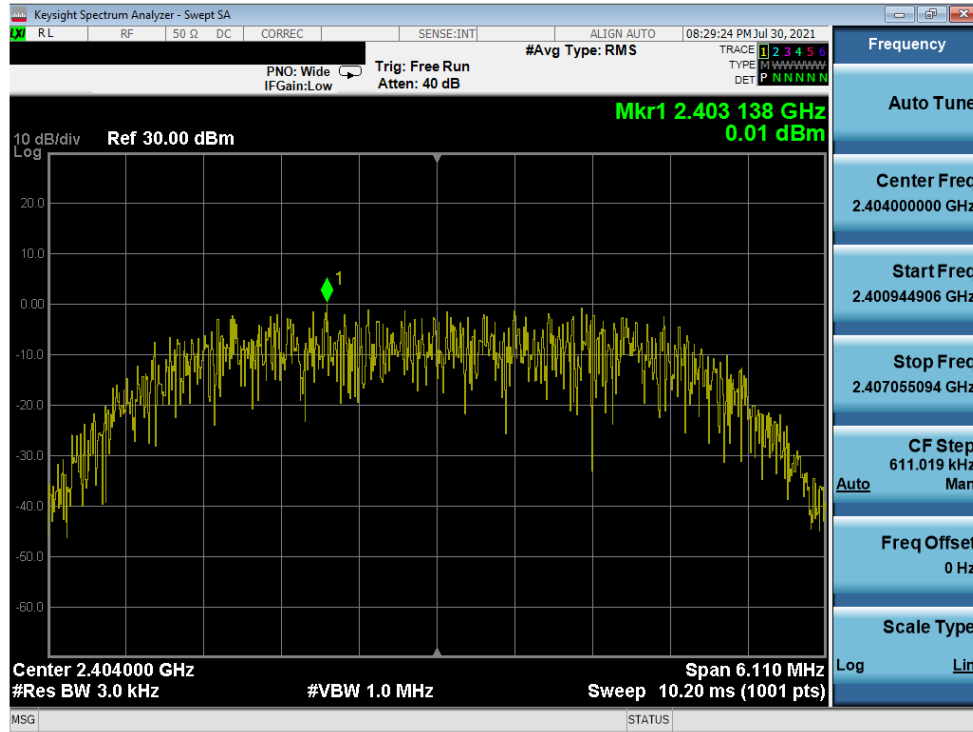 Keysight Spectrum Analyzer - Swept SA
LXI RL RF 50 Ω DC CORREC SENSE:INT ALIGN AUTO 08:29:24 PM Jul 30, 2021
PNO: Wide Trig: Free Run #Avg Type: RMS TRACE 1 2 3 4 5 6
IFGain:Low Atten: 40 dB TYPE M WWWWW
DET P N N N N N
Mkr1 2.403 138 GHz
0.01 dBm
10 dB/div Ref 30.00 dBm
Log
1
20.0
10.0
0.00
-10.0
-20.0
-30.0
-40.0
-50.0
-60.0
Center 2.404000 GHz Span 6.110 MHz
#Res BW 3.0 kHz #VBW 1.0 MHz Sweep 10.20 ms (1001 pts)
MSG STATUS
Frequency
Auto Tune
Center Freq
2.404000000 GHz
Start Freq
2.400944906 GHz
Stop Freq
2.407055094 GHz
CF Step
611.019 kHz
Auto Man
Freq Offset
0 Hz
Scale Type
Log Lin